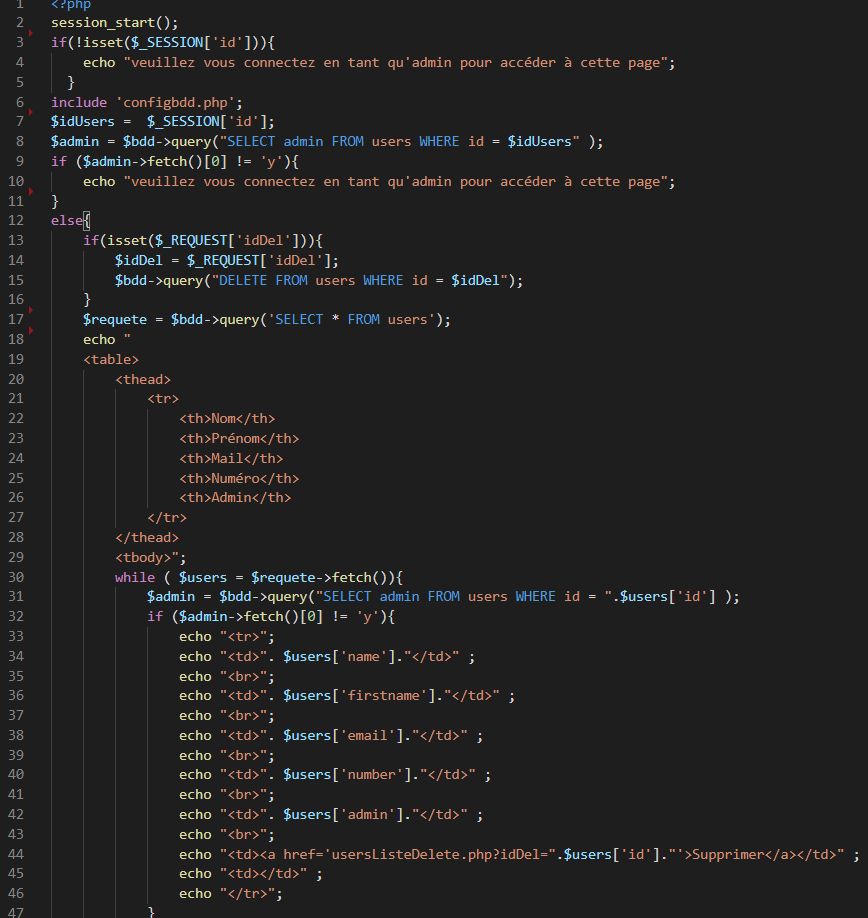 1 <?php
2 session_start();
3 if(!isset($_SESSION['id'])){
4 echo "veuillez vous connectez en tant qu'admin pour accéder à cette page";
5 }
6 include 'configbdd.php';
7 $idUsers =  $_SESSION['id'];
8 $admin = $bdd->query("SELECT admin FROM users WHERE id = $idUsers" );
9 if ($admin->fetch()[0] != 'y'){
10 echo "veuillez vous connectez en tant qu'admin pour accéder à cette page";
11 }
12 else{
13 if(isset($_REQUEST['idDel'])){
14 $idDel = $_REQUEST['idDel'];
15 $bdd->query("DELETE FROM users WHERE id = $idDel");
16 }
17 $requete = $bdd->query('SELECT * FROM users');
18 echo "
19 <table>
20 <thead>
21 <tr>
22 <th>Nom</th>
23 <th>Prénom</th>
24 <th>Mail</th>
25 <th>Numéro</th>
26 <th>Admin</th>
27 </tr>
28 </thead>
29 <tbody>";
30 while ( $users = $requete->fetch()){
31 $admin = $bdd->query("SELECT admin FROM users WHERE id = ".$users['id'] );
32 if ($admin->fetch()[0] != 'y'){
33 echo "<tr>";
34 echo "<td>". $users['name']."</td>" ;
35 echo "<br>";
36 echo "<td>". $users['firstname']."</td>" ;
37 echo "<br>";
38 echo "<td>". $users['email']."</td>" ;
39 echo "<br>";
40 echo "<td>". $users['number']."</td>" ;
41 echo "<br>";
42 echo "<td>". $users['admin']."</td>" ;
43 echo "<br>";
44 echo "<td><a href='usersListeDelete.php?idDel=".$users['id']."'>Supprimer</a></td>" ;
45 echo "<td></td>" ;
46 echo "</tr>";
47 }